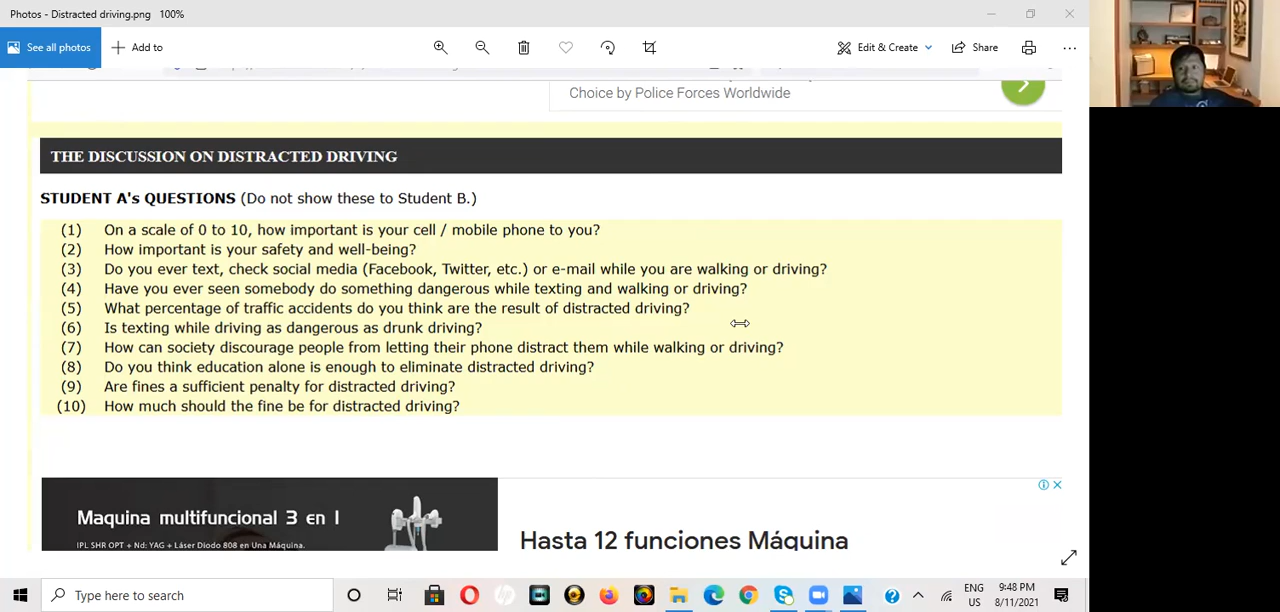 Photos - Distracted driving.png 100%
See all photos
Add to
Edit & Create
Share
Choice by Police Forces Worldwide
THE DISCUSSION ON DISTRACTED DRIVING
STUDENT A's QUESTIONS (Do not show these to Student B.)
(1) On a scale of 0 to 10, how important is your cell / mobile phone to you?
(2) How important is your safety and well-being?
(3) Do you ever text, check social media (Facebook, Twitter, etc.) or e-mail while you are walking or driving?
(4) Have you ever seen somebody do something dangerous while texting and walking or driving?
(5) What percentage of traffic accidents do you think are the result of distracted driving?
(6) Is texting while driving as dangerous as drunk driving?
(7) How can society discourage people from letting their phone distract them while walking or driving?
(8) Do you think education alone is enough to eliminate distracted driving?
(9) Are fines a sufficient penalty for distracted driving?
(10) How much should the fine be for distracted driving?
Maquina multifuncional 3 en 1
IPL SHR OPT + Nd: YAG + Láser Diodo 808 en Una Máquina.
Hasta 12 funciones Máquina
Type here to search
ENG
US
9:48 PM
8/11/2021